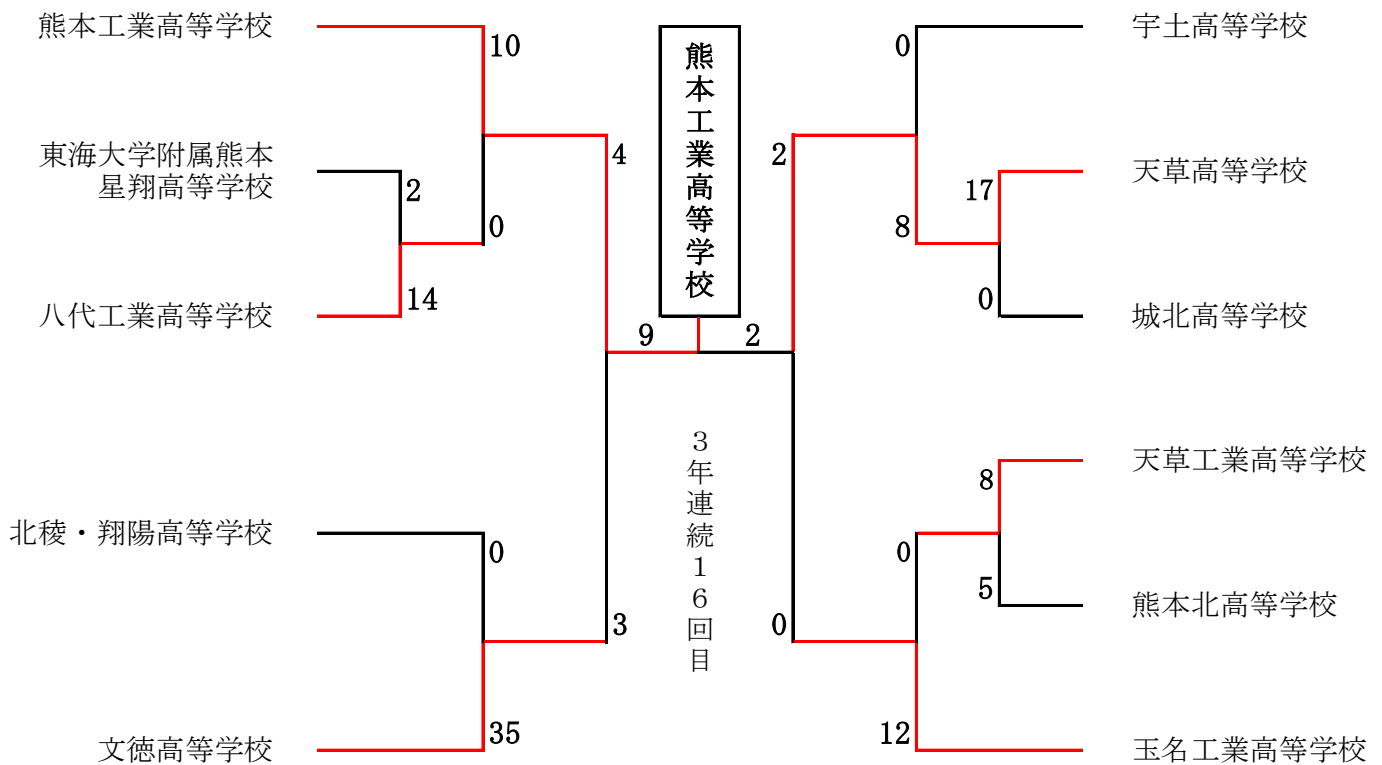 熊本工業高等学校
10
東海大学附属熊本
星翔高等学校
2
0
八代工業高等学校
14
4
北稜・翔陽高等学校
0
3
文徳高等学校
35
熊本工業高等学校
9
2
３年連続１６回目
宇土高等学校
0
2
天草高等学校
17
8
城北高等学校
0
天草工業高等学校
8
0
熊本北高等学校
5
0
玉名工業高等学校
12